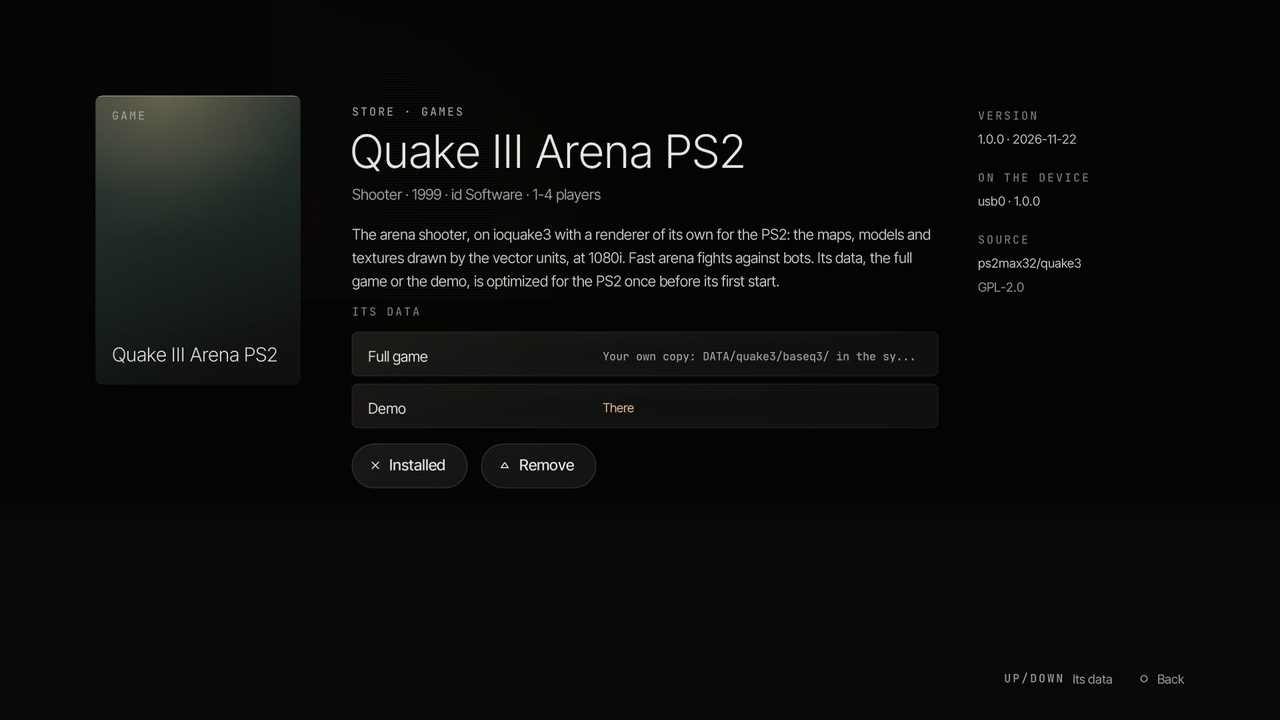 GAME
Quake III Arena PS2
STORE · GAMES
Quake III Arena PS2
Shooter · 1999 · id Software · 1-4 players
The arena shooter, on ioquake3 with a renderer of its own for the PS2: the maps, models and
textures drawn by the vector units, at 1080i. Fast arena fights against bots. Its data, the full
game or the demo, is optimized for the PS2 once before its first start.
ITS DATA
Full game
Your own copy: DATA/quake3/baseq3/ in the sy...
Demo
There
Installed
Remove
VERSION
1.0.0 · 2026-11-22
ON THE DEVICE
usb0 · 1.0.0
SOURCE
ps2max32/quake3
GPL-2.0
UP/DOWN Its data
Back